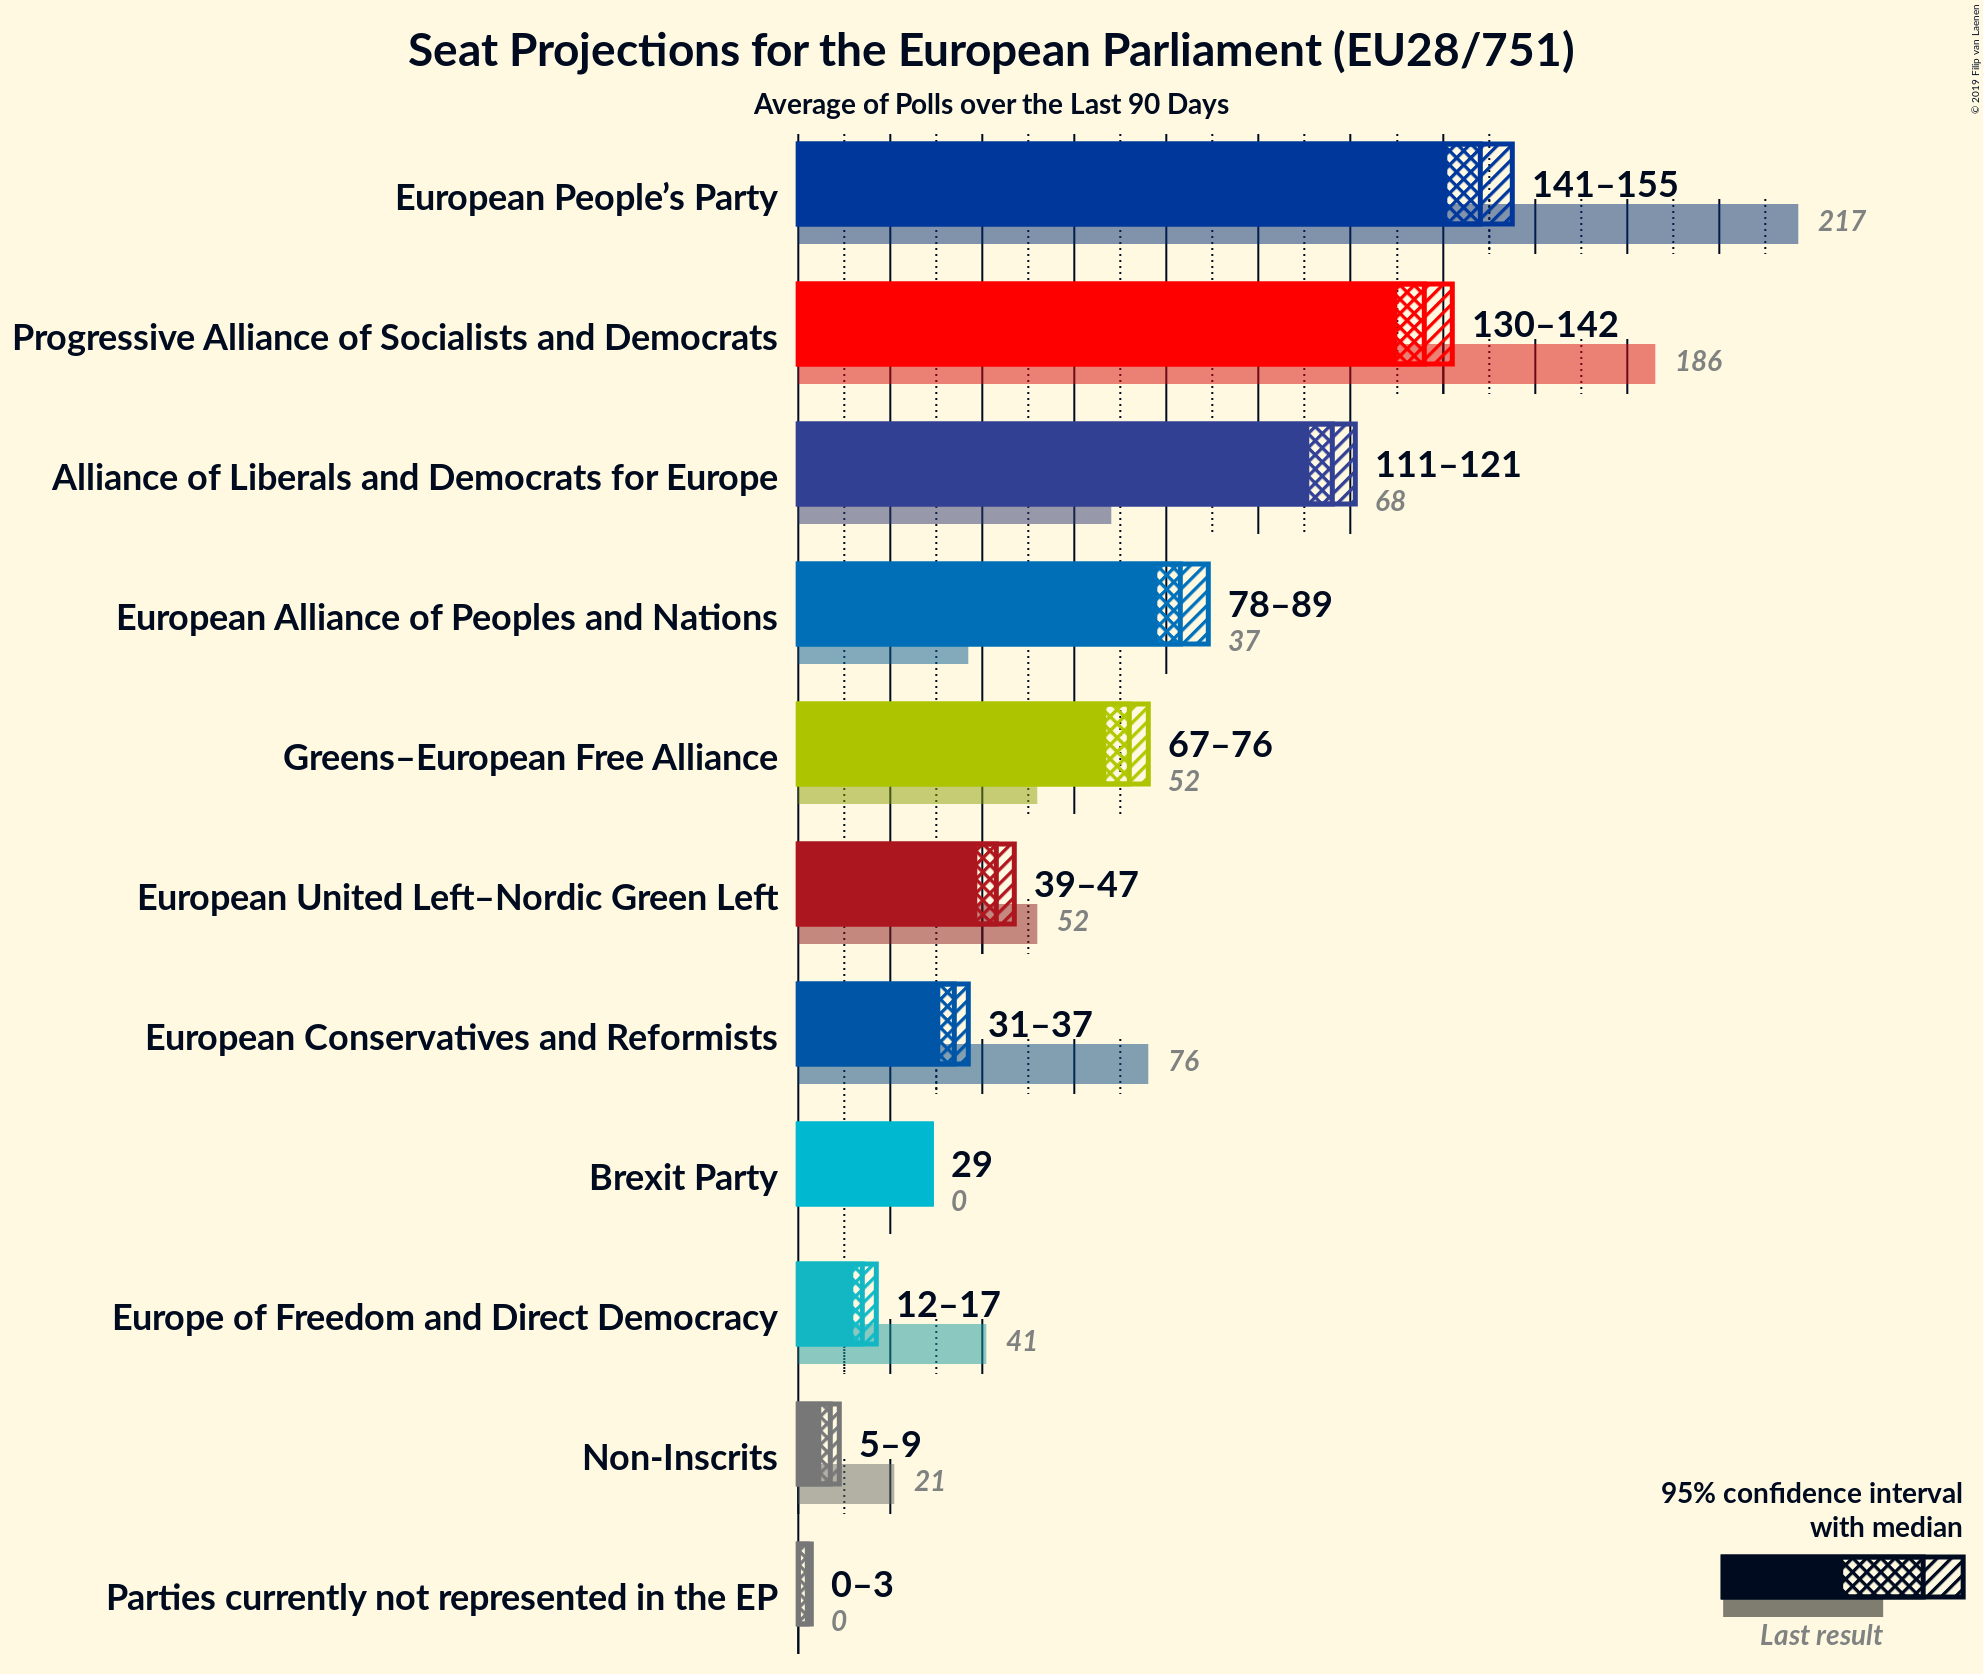 Seat Projections for the European Parliament (EU28/751)
Average of Polls over the Last 90 Days
© 2019 Filip van Laenen
European People’s Party
141–155
217
Progressive Alliance of Socialists and Democrats
130–142
186
Alliance of Liberals and Democrats for Europe
111–121
68
European Alliance of Peoples and Nations
78–89
37
Greens–European Free Alliance
67–76
52
European United Left–Nordic Green Left
39–47
52
European Conservatives and Reformists
31–37
76
Brexit Party
29
0
Europe of Freedom and Direct Democracy
12–17
41
Non-Inscrits
5–9
21
Parties currently not represented in the EP
0–3
0
95% confidence interval
with median
Last result